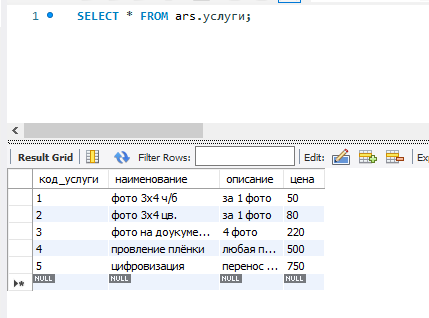 1 SELECT * FROM ars.услуги;
Result Grid Filter Rows: Edit: Exp
код_услуги наименование описание цена
1 фото 3х4 ч/б за 1 фото 50
2 фото 3х4 цв. за 1 фото 80
3 фото на доукуме... 4 фото 220
4 провление плёнки любая п... 500
5 цифровизация перенос ... 750
NULL NULL NULL NULL